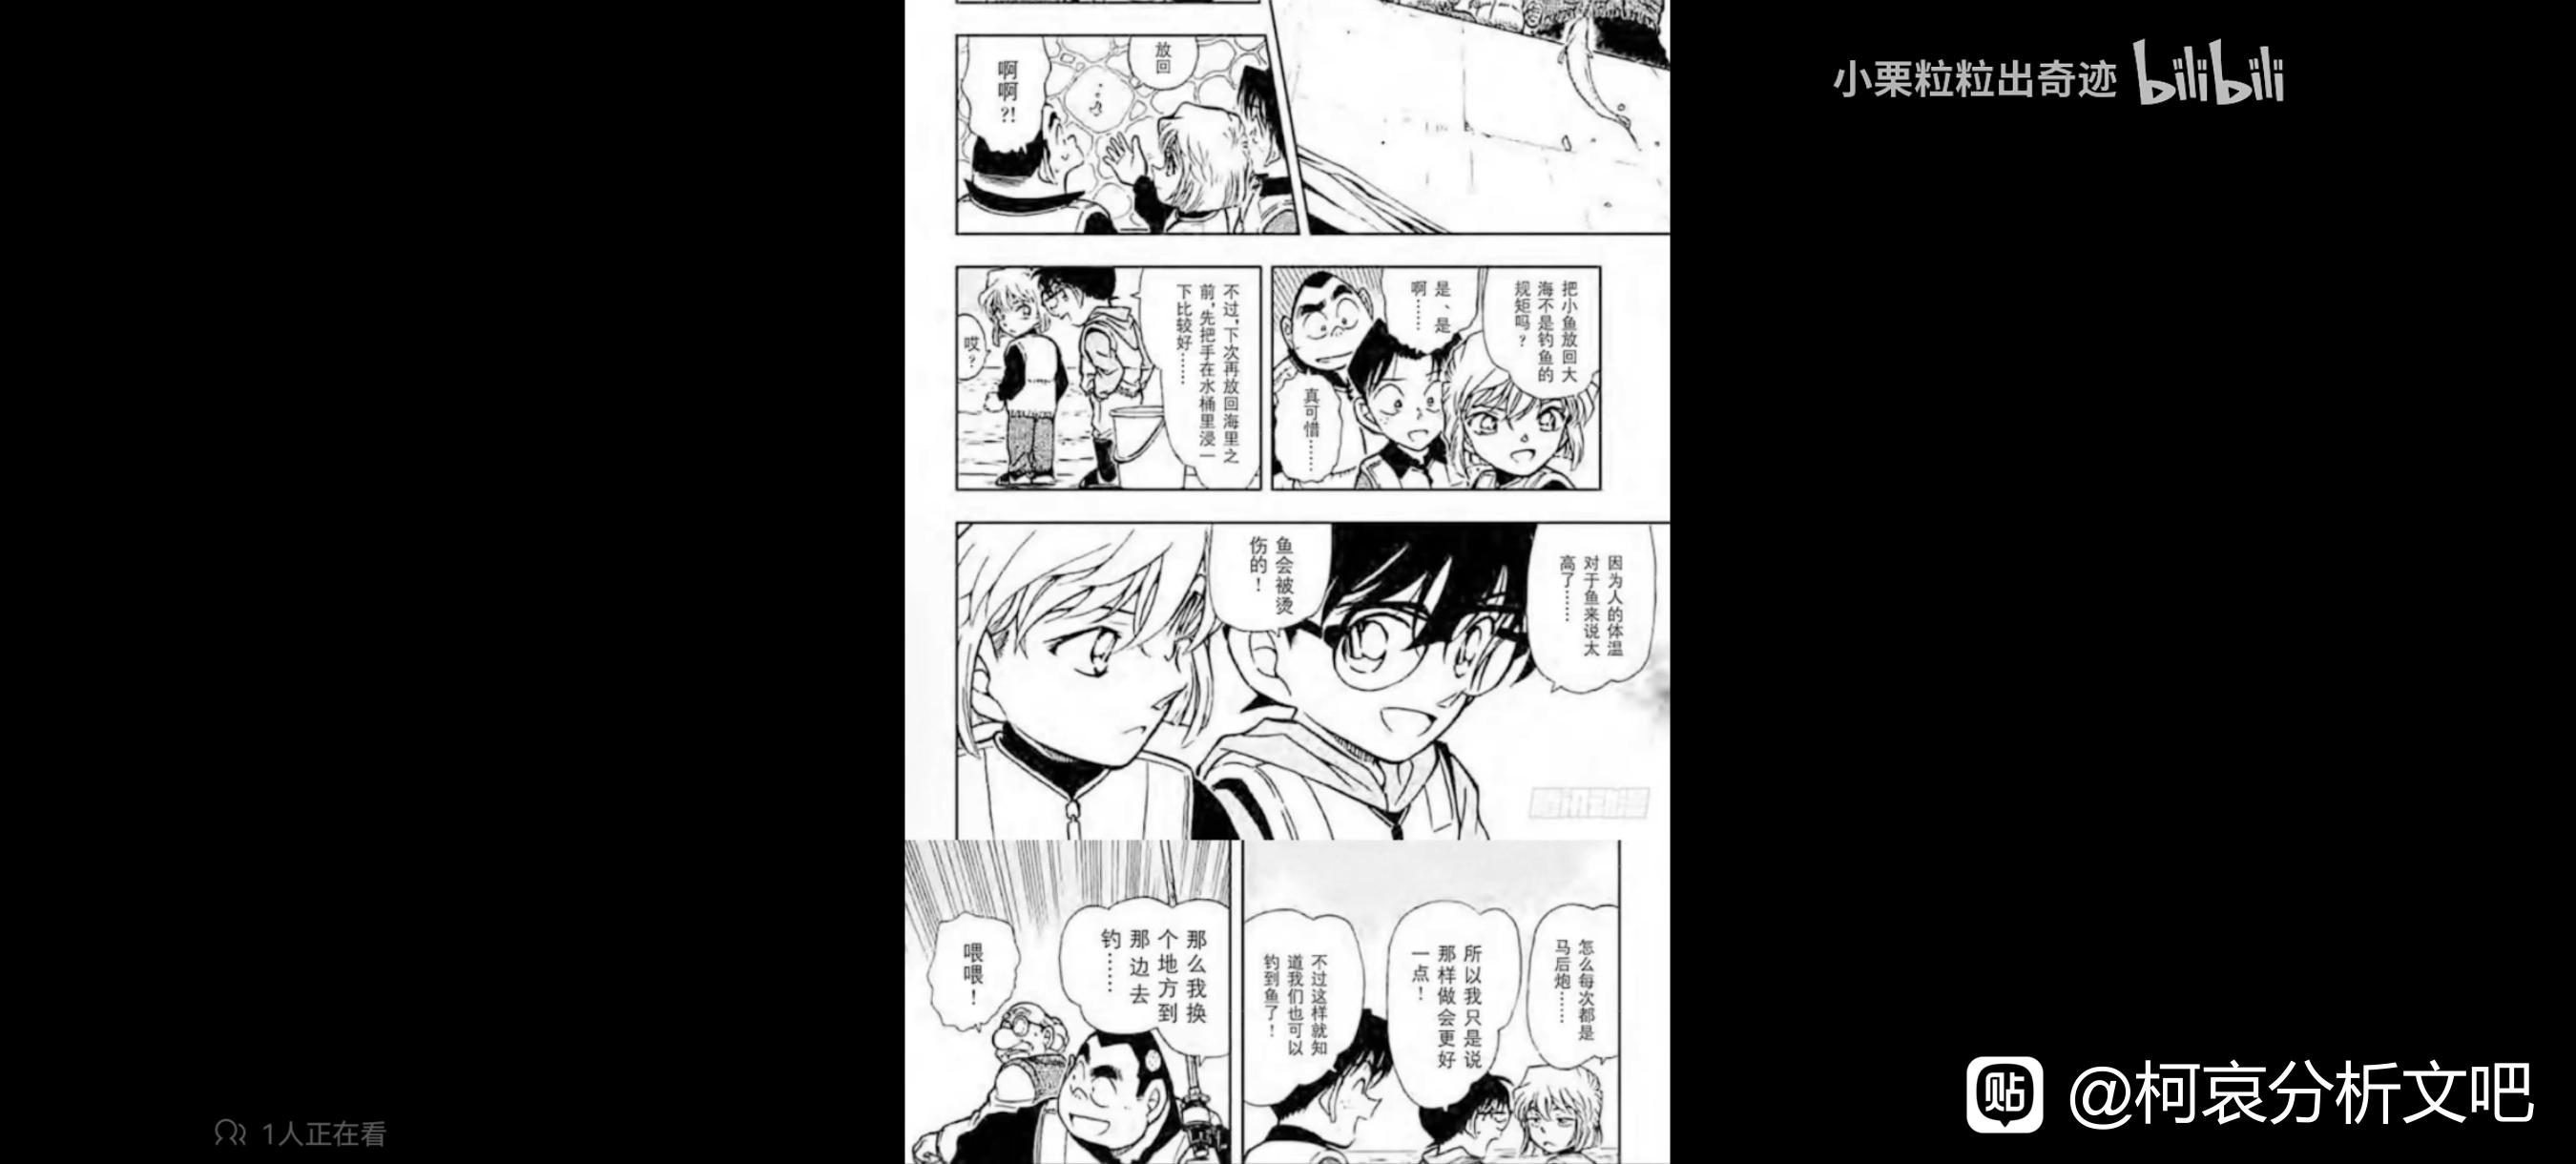 小栗粒粒出奇迹 bilibili
放回
啊啊?!
把小鱼放回大
海不是钓鱼的
规矩吗?
是、是
啊……
真可惜……
不过,下次再放回海里之
前,先把手在水桶里浸一
下比较好……
哎?
因为人的体温
对于鱼来说太
高了……
鱼会被烫
伤的!
怎么每次都是
马后炮……
所以我只是说
那样做会更好
一点!
不过这样就知
道我们也可以
钓到鱼了!
那么我换
个地方到
那边去
钓……
喂喂!
1人正在看
贴 @柯哀分析文吧